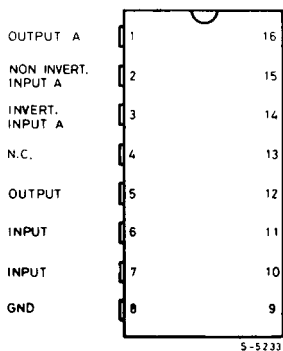 OUTPUT A 1 16
NON INVERT.
INPUT A 2 15
INVERT.
INPUT A 3 14
N.C. 4 13
OUTPUT 5 12
INPUT 6 11
INPUT 7 10
GND 8 9
S-5233